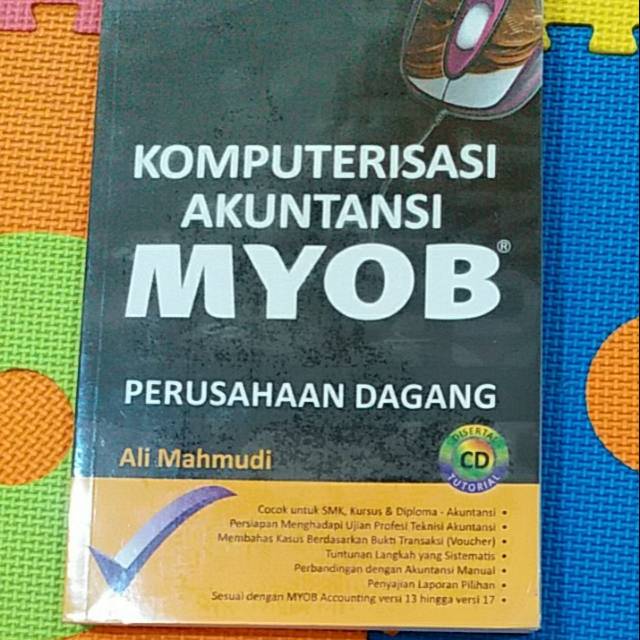 KOMPUTERISASI
AKUNTANSI
MYOB®
PERUSAHAAN DAGANG
Ali Mahmudi
DISERTAI
CD
TUTORIAL
Cocok untuk SMK, Kursus & Diploma - Akuntansi •
Persiapan Menghadapi Ujian Profesi Teknisi Akuntansi •
Membahas Kasus Berdasarkan Bukti Transaksi (Voucher) •
Tuntunan Langkah yang Sistematis •
Perbandingan dengan Akuntansi Manual •
Penyajian Laporan Pilihan •
Sesuai dengan MYOB Accounting versi 13 hingga versi 17 •